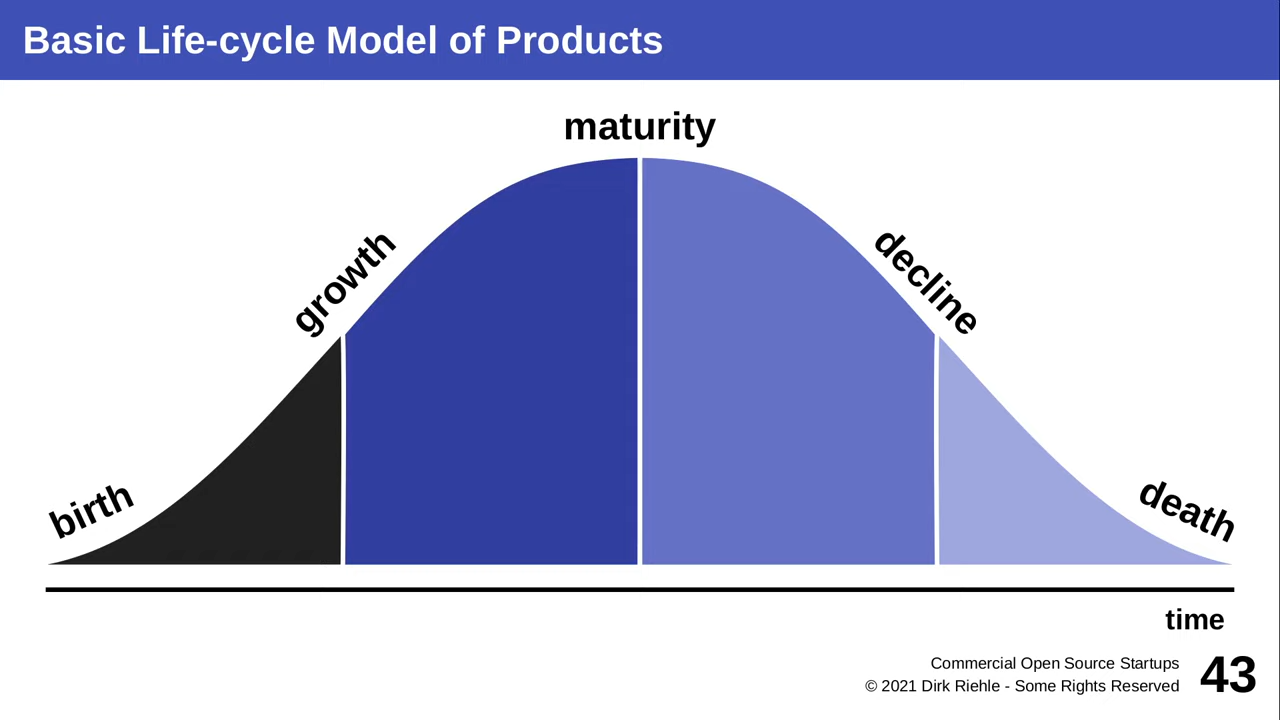 Basic Life-cycle Model of Products
maturity
growth
decline
birth
death
time
Commercial Open Source Startups
© 2021 Dirk Riehle - Some Rights Reserved
43